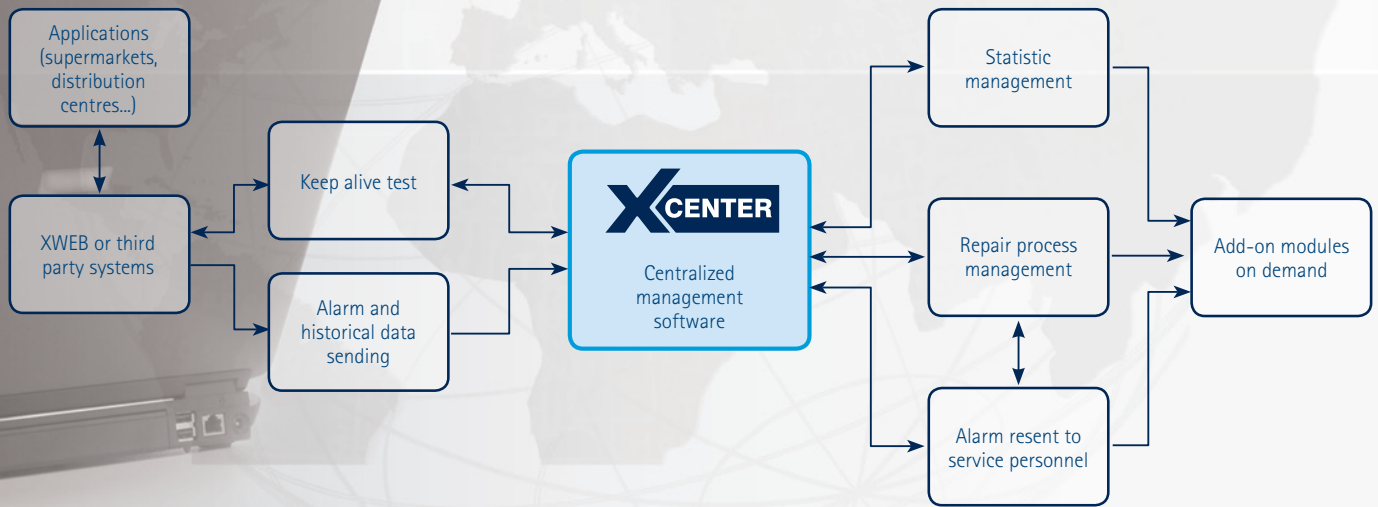 Applications
(supermarkets,
distribution
centres...)
XWEB or third
party systems
Keep alive test
Alarm and
historical data
sending
XCENTER
Centralized
management
software
Statistic
management
Repair process
management
Alarm resent to
service personnel
Add-on modules
on demand